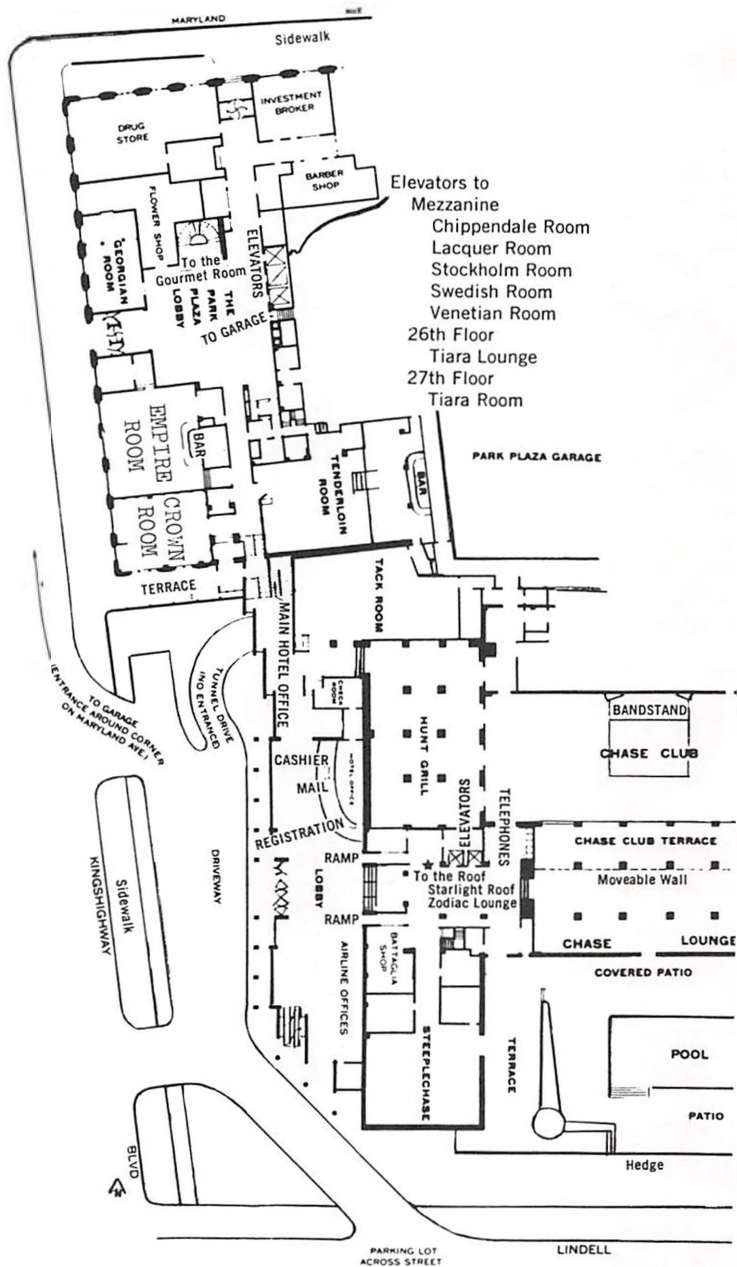 MARYLAND
Sidewalk
INVESTMENT
BROKER
DRUG
STORE
BARBER
SHOP
FLOWER SHOP
GEORGIAN
ROOM
To the
Gourmet Room
ELEVATORS
THE
PARK
PLAZA
LOBBY
TO GARAGE
Elevators to
Mezzanine
Chippendale Room
Lacquer Room
Stockholm Room
Swedish Room
Venetian Room
26th Floor
Tiara Lounge
27th Floor
Tiara Room
EMPIRE
ROOM
BAR
CROWN
ROOM
TENDERLOIN
ROOM
BAR
PARK PLAZA GARAGE
TERRACE
TACK ROOM
MAIN HOTEL OFFICE
TUNNEL DRIVE
(NO ENTRANCE)
TO GARAGE
(ENTRANCE AROUND CORNER
ON MARYLAND AVE.)
CHECK
ROOM
HUNT GRILL
BANDSTAND
CHASE CLUB
CASHIER
MAIL
HOTEL OFFICE
REGISTRATION
ELEVATORS
TELEPHONES
CHASE CLUB TERRACE
Moveable Wall
CHASE LOUNGE
RAMP
LOBBY
RAMP
To the Roof
Starlight Roof
Zodiac Lounge
DRIVEWAY
Sidewalk
KINGSHIGHWAY
AIRLINE OFFICES
BATTAGLIA
SHOP
STEEPLECHASE
TERRACE
COVERED PATIO
POOL
PATIO
Hedge
BLVD
N
LINDELL
PARKING LOT
ACROSS STREET